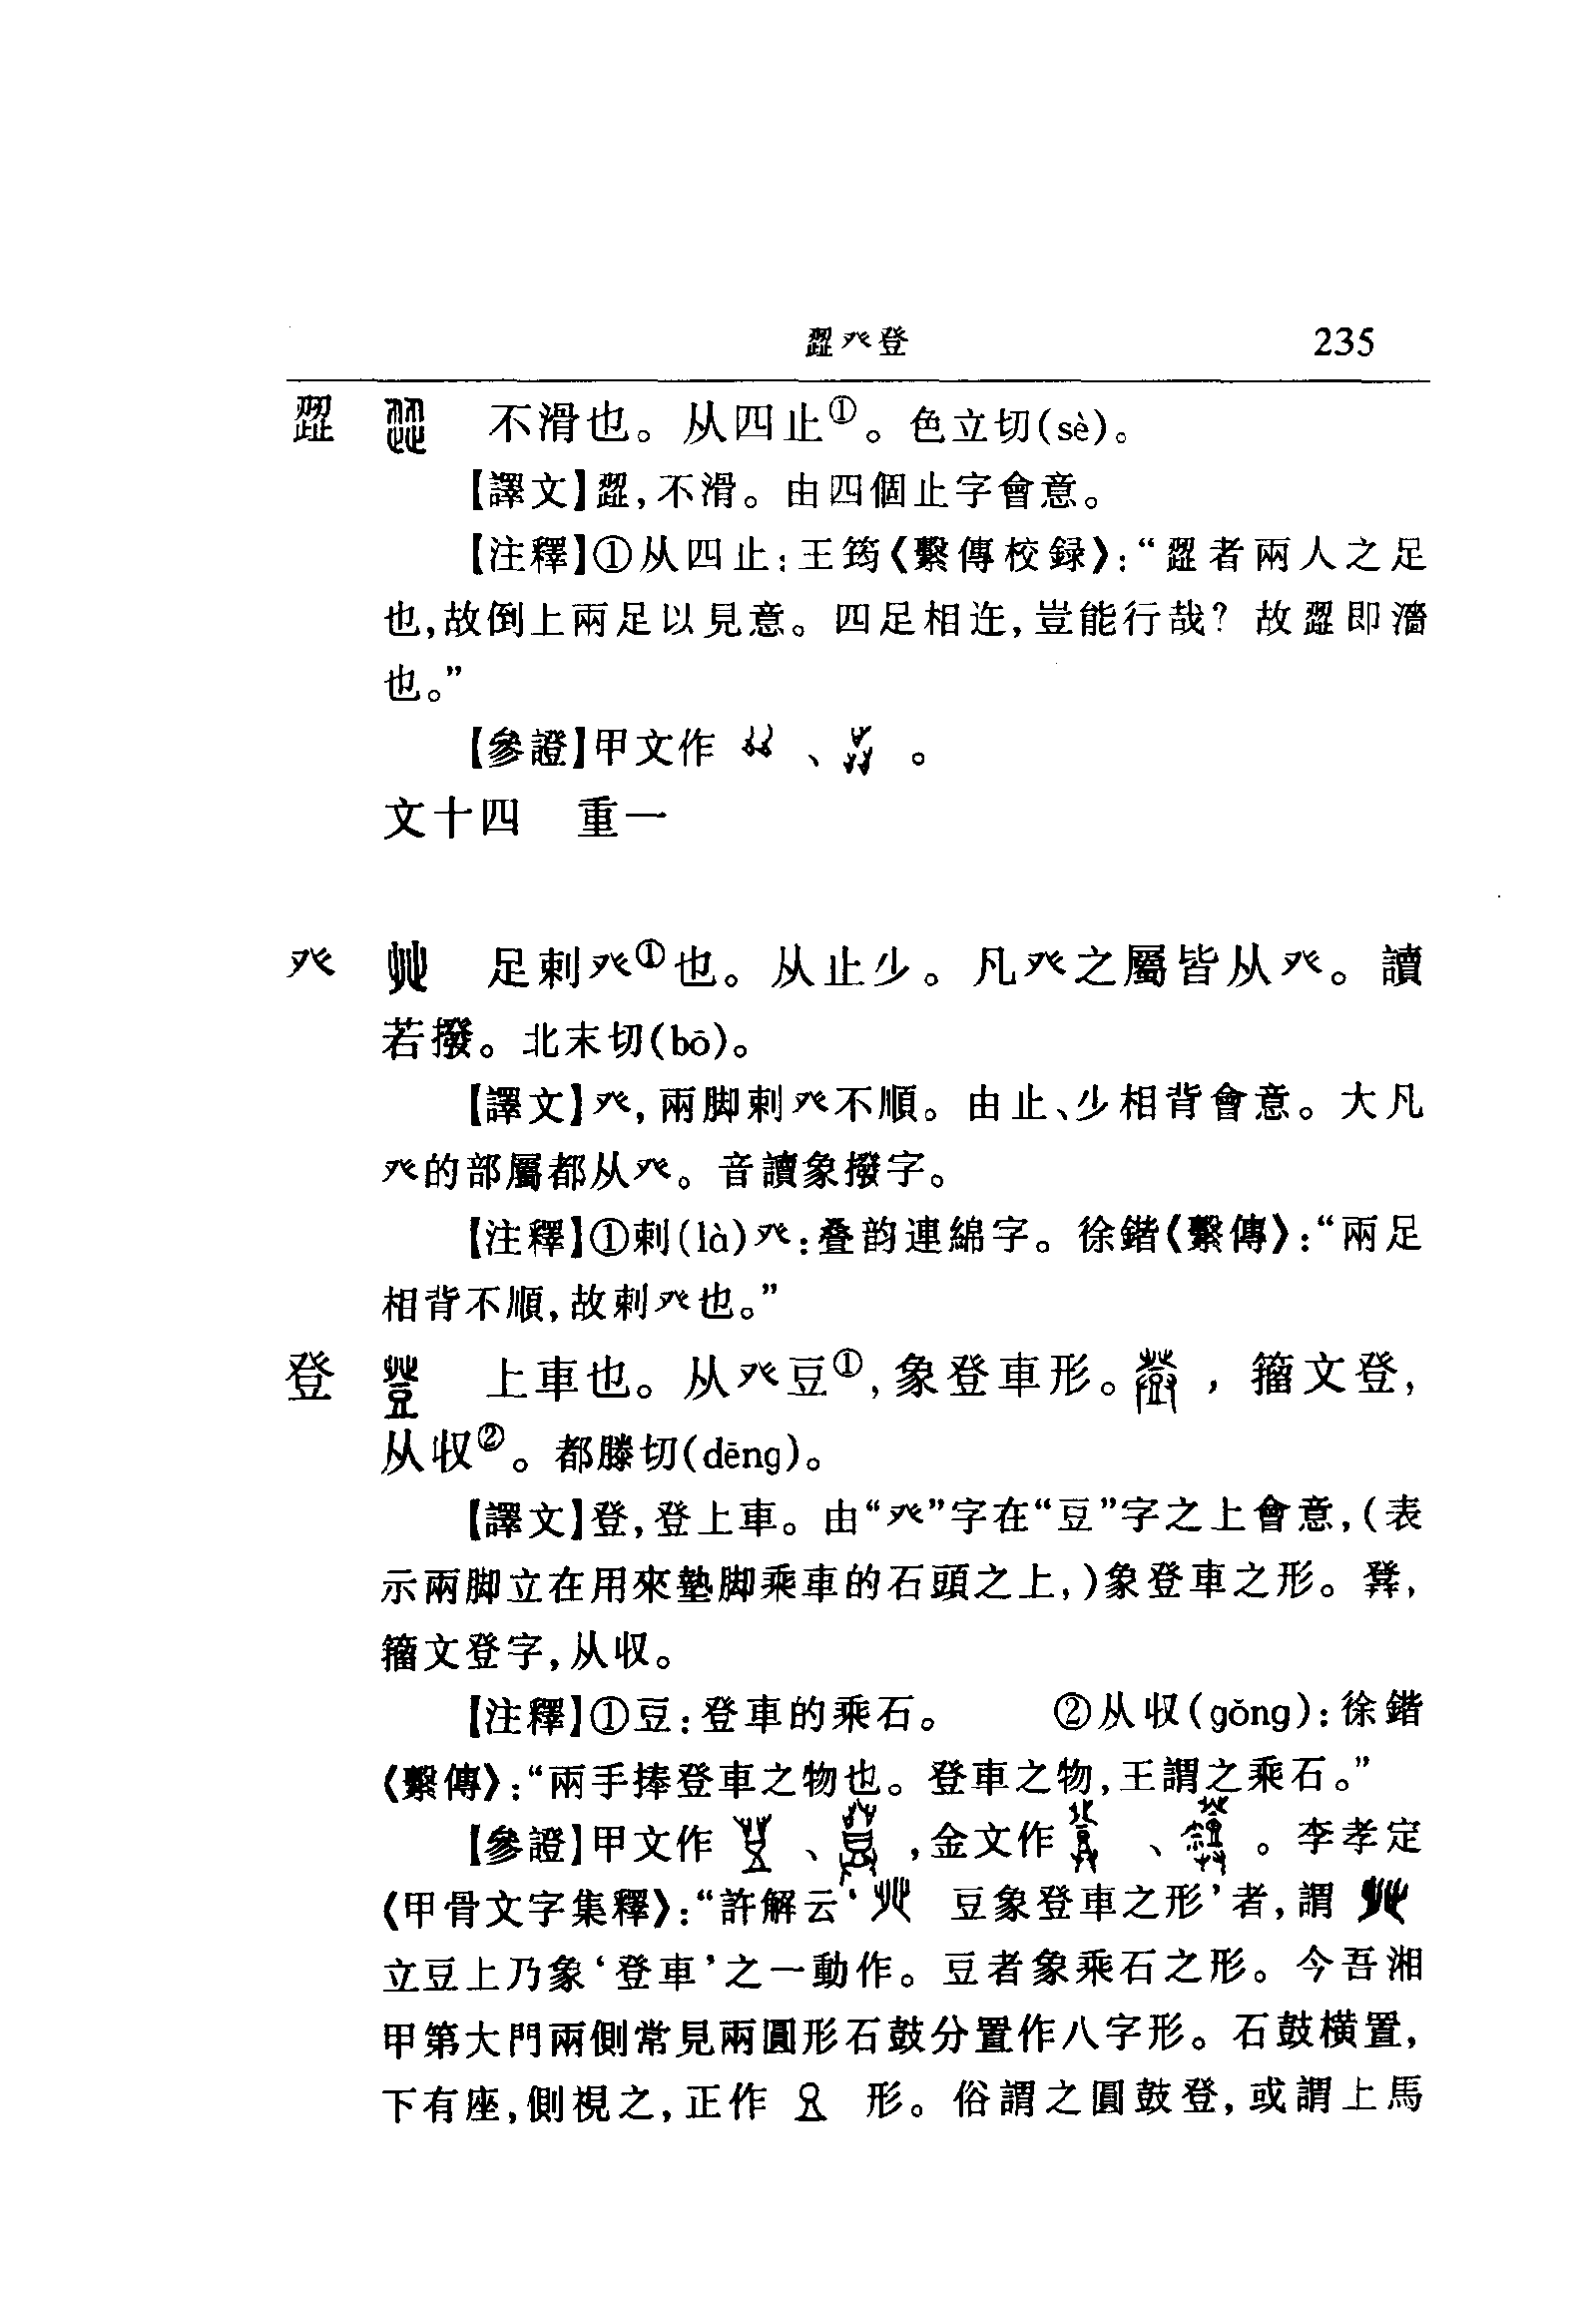 歰癶登 235
歰 不滑也。从四止①。色立切(sè)。
【譯文】歰,不滑。由四個止字會意。
【注釋】①从四止:王筠《繫傳校録》:“歰者兩人之足
也,故倒上兩足以見意。四足相迕,豈能行哉?故歰即澀
也。”
【參證】甲文作 、 。
文十四 重一
癶 足剌癶①也。从止𣥂。凡癶之屬皆从癶。讀
若撥。北末切(bō)。
【譯文】癶,兩脚剌癶不順。由止、𣥂相背會意。大凡
癶的部屬都从癶。音讀象撥字。
【注釋】①剌(là)癶:叠韵連綿字。徐鍇《繫傳》:“兩足
相背不順,故剌癶也。”
登 上車也。从癶豆①,象登車形。 ,籀文登,
从収②。都滕切(dēng)。
【譯文】登,登上車。由“癶”字在“豆”字之上會意,(表
示兩脚立在用來墊脚乘車的石頭之上,)象登車之形。𤼷,
籀文登字,从収。
【注釋】①豆:登車的乘石。 ②从収(gǒng):徐鍇
《繫傳》:“兩手捧登車之物也。登車之物,王謂之乘石。”
【參證】甲文作 、 ,金文作 、 。李孝定
《甲骨文字集釋》:“許解云‘ 豆象登車之形’者,謂
立豆上乃象‘登車’之一動作。豆者象乘石之形。今吾湘
甲第大門兩側常見兩圓形石鼓分置作八字形。石鼓橫置,
下有座,側視之,正作 形。俗謂之圓鼓登,或謂上馬